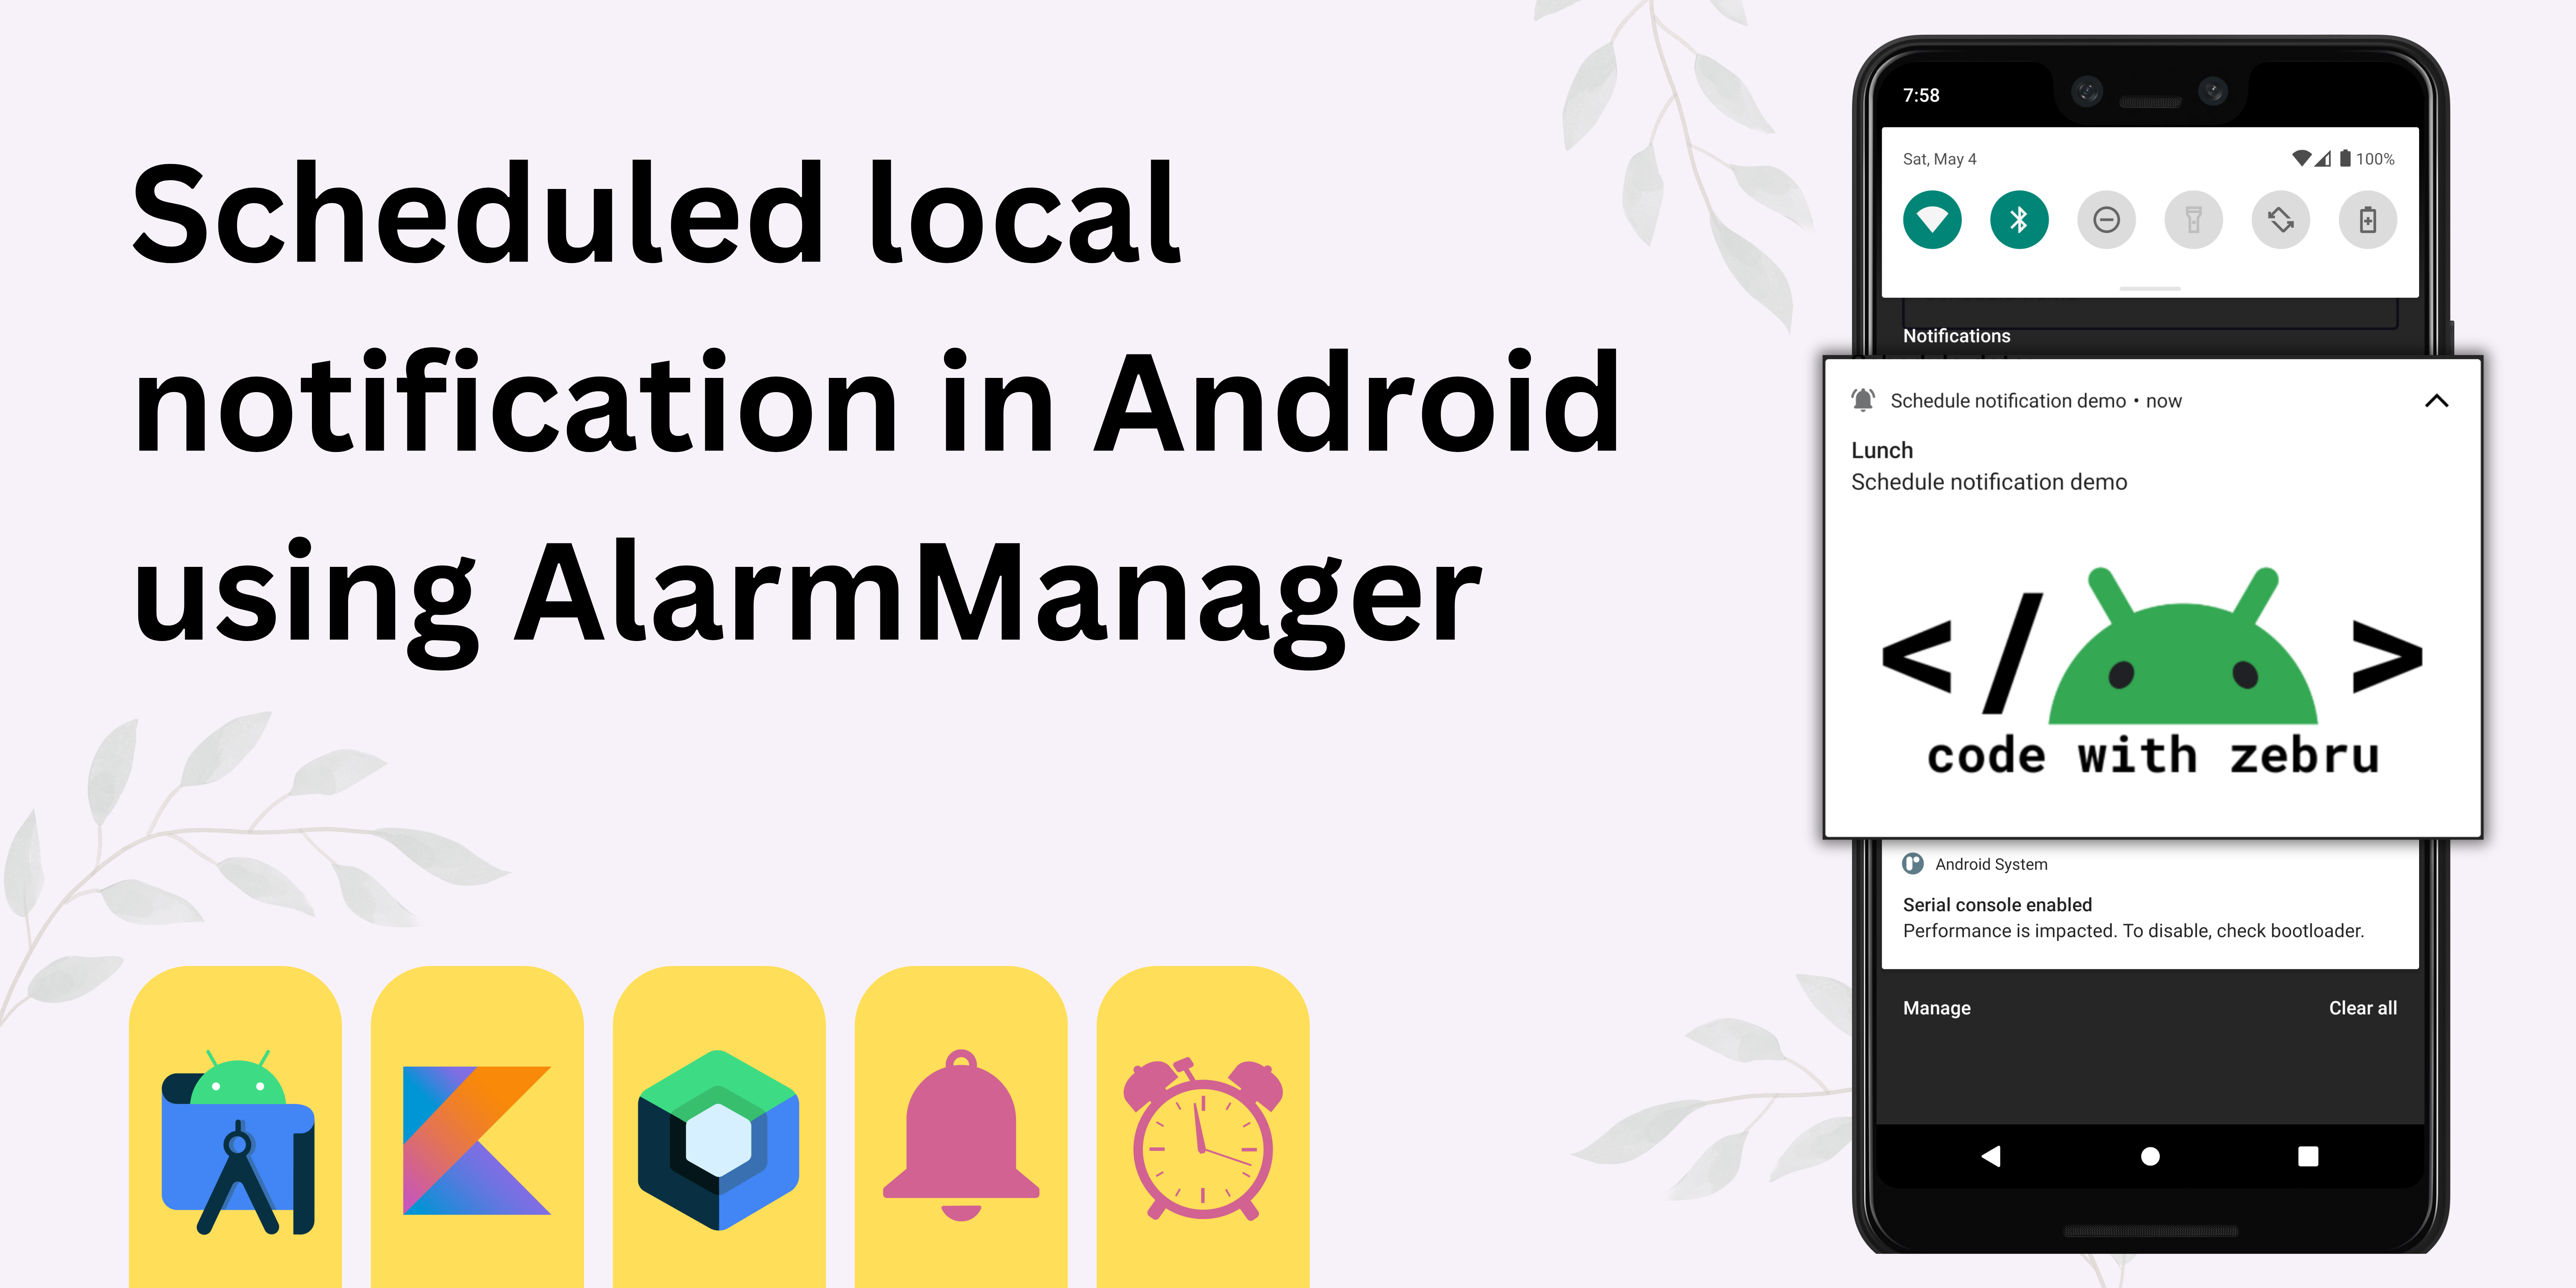 Scheduled local
notification in Android
using AlarmManager
7:58
Sat, May 4
100%
Notifications
Schedule notification demo • now
Lunch
Schedule notification demo
</ >
code with zebru
Android System
Serial console enabled
Performance is impacted. To disable, check bootloader.
Manage
Clear all